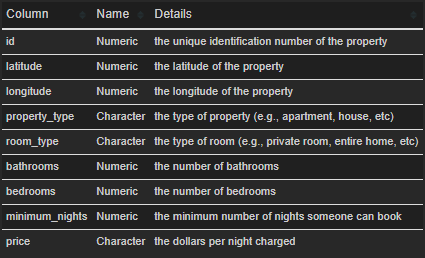 Column Name Details
id Numeric the unique identification number of the property
latitude Numeric the latitude of the property
longitude Numeric the longitude of the property
property_type Character the type of property (e.g., apartment, house, etc)
room_type Character the type of room (e.g., private room, entire home, etc)
bathrooms Numeric the number of bathrooms
bedrooms Numeric the number of bedrooms
minimum_nights Numeric the minimum number of nights someone can book
price Character the dollars per night charged